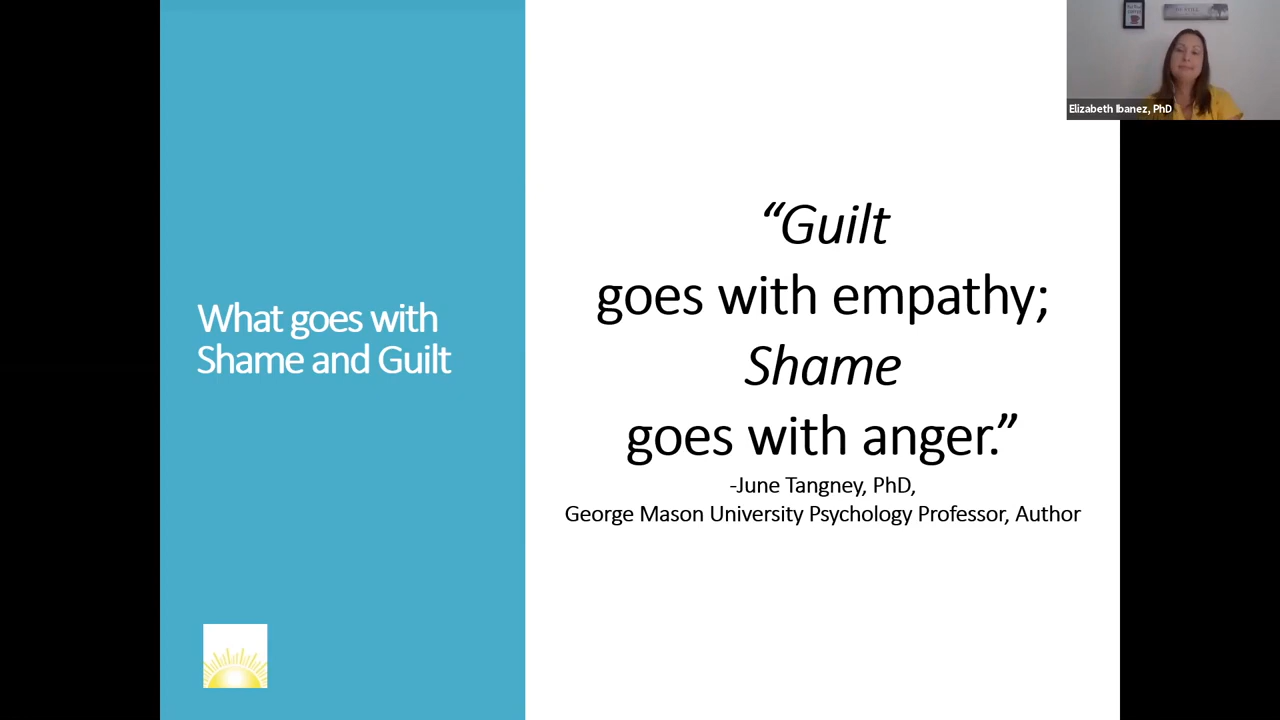 Elizabeth Ibanez, PhD
What goes with
Shame and Guilt
“Guilt
goes with empathy;
Shame
goes with anger.”
-June Tangney, PhD,
George Mason University Psychology Professor, Author